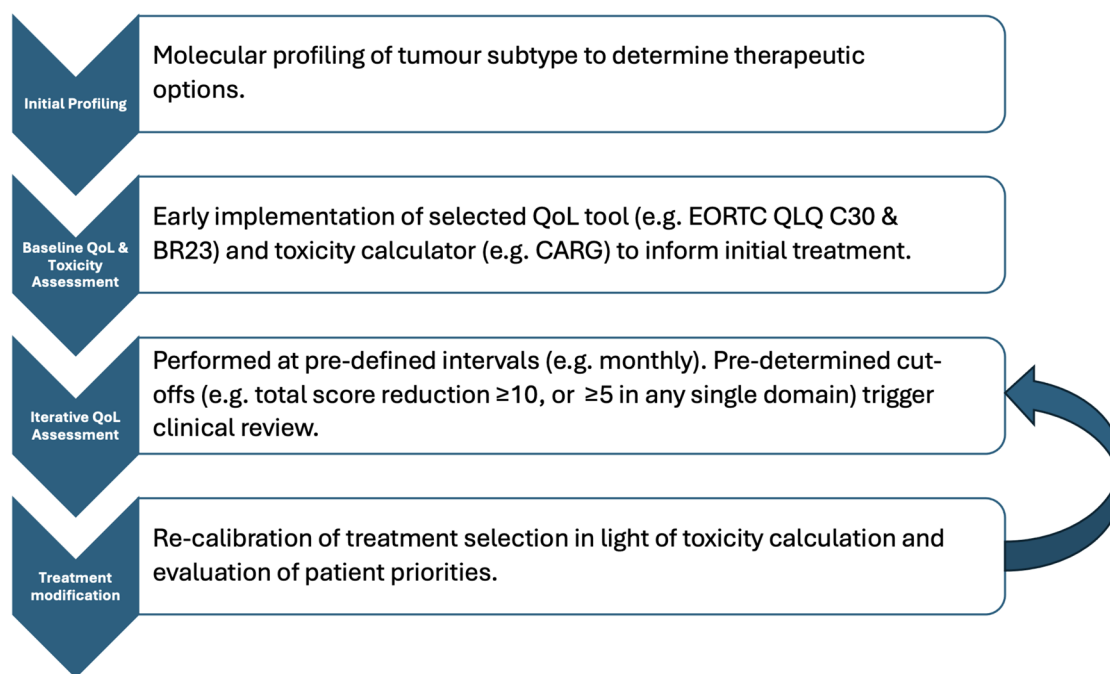 Initial Profiling
Molecular profiling of tumour subtype to determine therapeutic
options.
Baseline QoL &
Toxicity
Assessment
Early implementation of selected QoL tool (e.g. EORTC QLQ C30 &
BR23) and toxicity calculator (e.g. CARG) to inform initial treatment.
Iterative QoL
Assessment
Performed at pre-defined intervals (e.g. monthly). Pre-determined cut-
offs (e.g. total score reduction ≥10, or ≥5 in any single domain) trigger
clinical review.
Treatment
modification
Re-calibration of treatment selection in light of toxicity calculation and
evaluation of patient priorities.